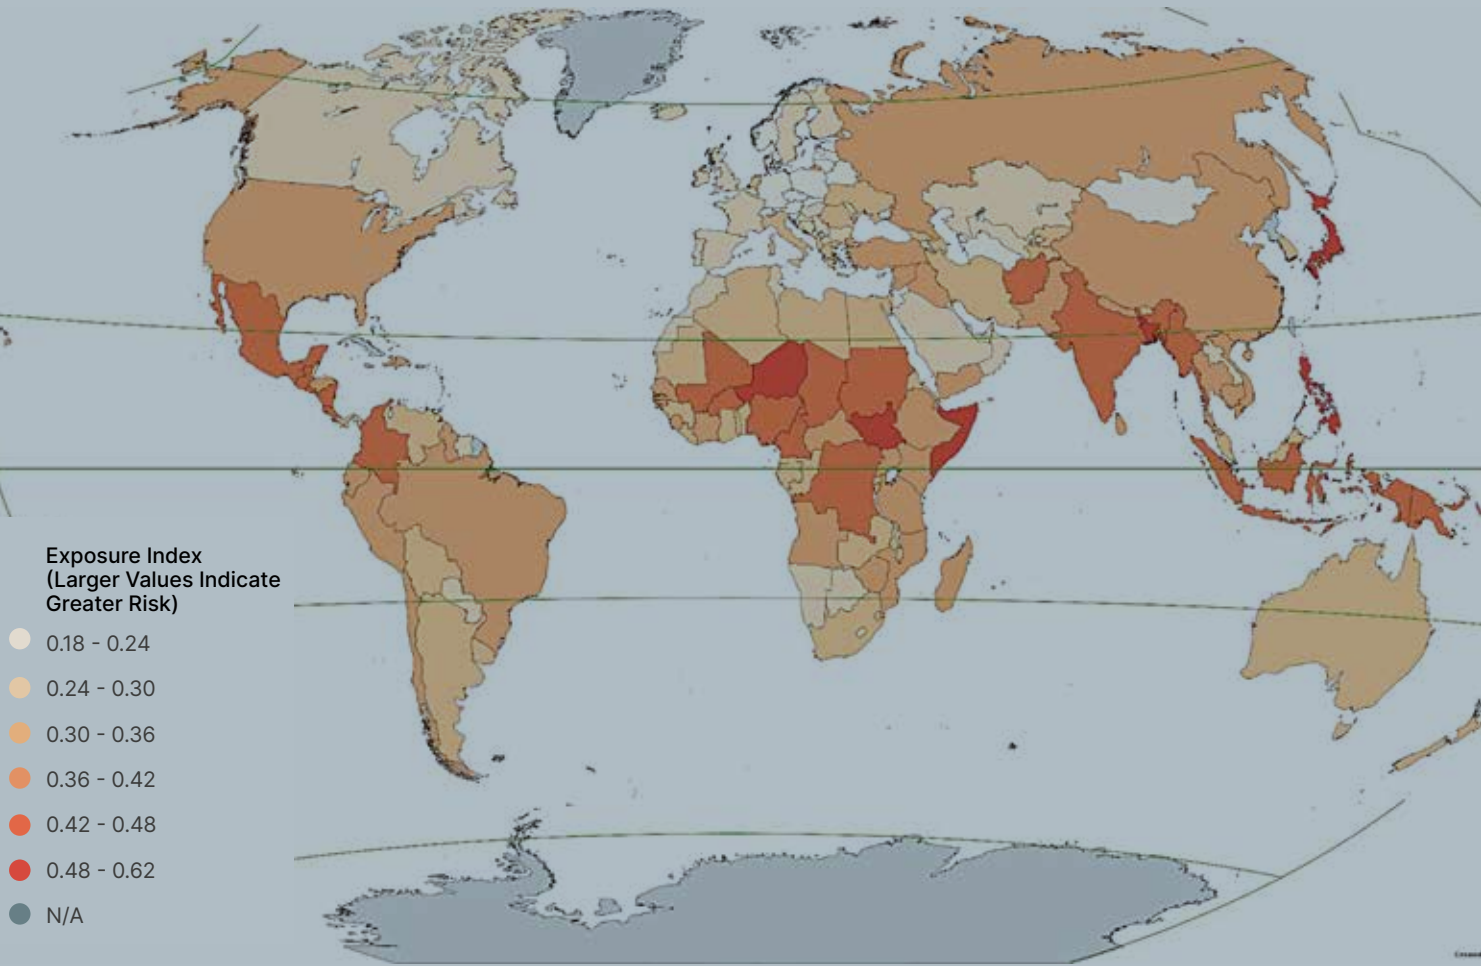 Exposure Index
(Larger Values Indicate
Greater Risk)
0.18 - 0.24
0.24 - 0.30
0.30 - 0.36
0.36 - 0.42
0.42 - 0.48
0.48 - 0.62
N/A